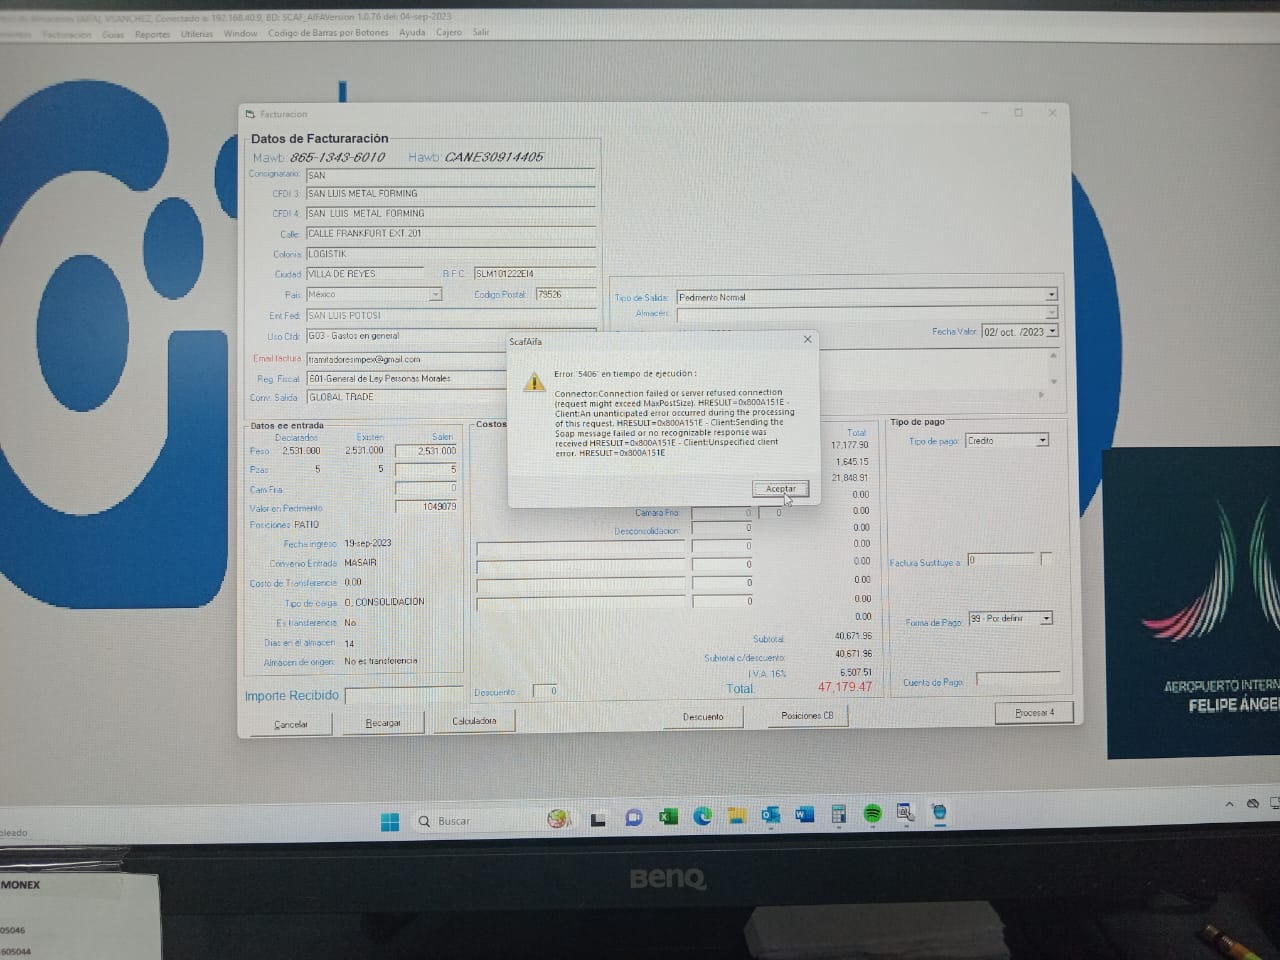 VSANCHEZ, Conectado a: 192.168.40.9, BD: SCAF_AIFAVersion 1.0.76 del: 04-sep-2023
Facturacion Guias Reportes Utilerias Window Codigo de Barras por Botones Ayuda Cajero Salir
Facturacion
Datos de Facturaración
Mawb: 865-1343-6010 Hawb: CANE30914405
Consignatario: SAN
CFDI 3: SAN LUIS METAL FORMING
CFDI 4: SAN LUIS METAL FORMING
Calle: CALLE FRANKFURT EXT.201
Colonia: LOGISTIK
Ciudad: VILLA DE REYES R.F.C.: SLM101222EI4
Pais: México Codigo Postal: 79526
Ent Fed: SAN LUIS POTOSI
Uso Cfdi: G03 - Gastos en general
Email factura: tramitadoresimpex@gmail.com
Reg. Fiscal: 601-General de Ley Personas Morales
Conv. Salida: GLOBAL TRADE
Tipo de Salida: Pedimento Normal
Almacén:
Fecha Valor: 02/ oct. /2023
ScafAifa
Error '5406' en tiempo de ejecución :
Connector:Connection failed or server refused connection
(request might exceed MaxPostSize). HRESULT=0x800A151E -
Client:An unanticipated error occurred during the processing
of this request. HRESULT=0x800A151E - Client:Sending the
Soap message failed or no recognizable response was
received HRESULT=0x800A151E - Client:Unspecified client
error. HRESULT=0x800A151E
Aceptar
Datos de entrada
Declarados Existen Salen
Peso 2,531.000 2,531.000 2,531.000
Pzas: 5 5 5
Cam Fria: 0
Valor en Pedimento 1049079
Posiciones: PATIO
Fecha ingreso: 19-sep-2023
Convenio Entrada: MASAIR
Costo de Transferencia: 0.00
Tipo de carga: 0, CONSOLIDACION
Es transferencia: No
Dias en el almacen: 14
Almacen de origen: No es transferencia
Costos
Total
17,177.90
1,645.15
21,848.91
0.00
Camara Fria: 0 0 0.00
Desconsolidacion: 0 0.00
0 0.00
0 0.00
0 0.00
0 0.00
0.00
Subtotal: 40,671.96
Subtotal c/descuento: 40,671.96
I.V.A. 16% 6,507.51
Total: 47,179.47
Tipo de pago
Tipo de pago: Credito
Factura Sustituye a: 0
Forma de Pago: 99 - Por definir
Cuenta de Pago:
Importe Recibido
Descuento 0
Cancelar Recargar Calculadora Descuento Posiciones CB Procesar 4
FELIPE ÁNGE
Buscar
BenQ
MONEX
05046
605044